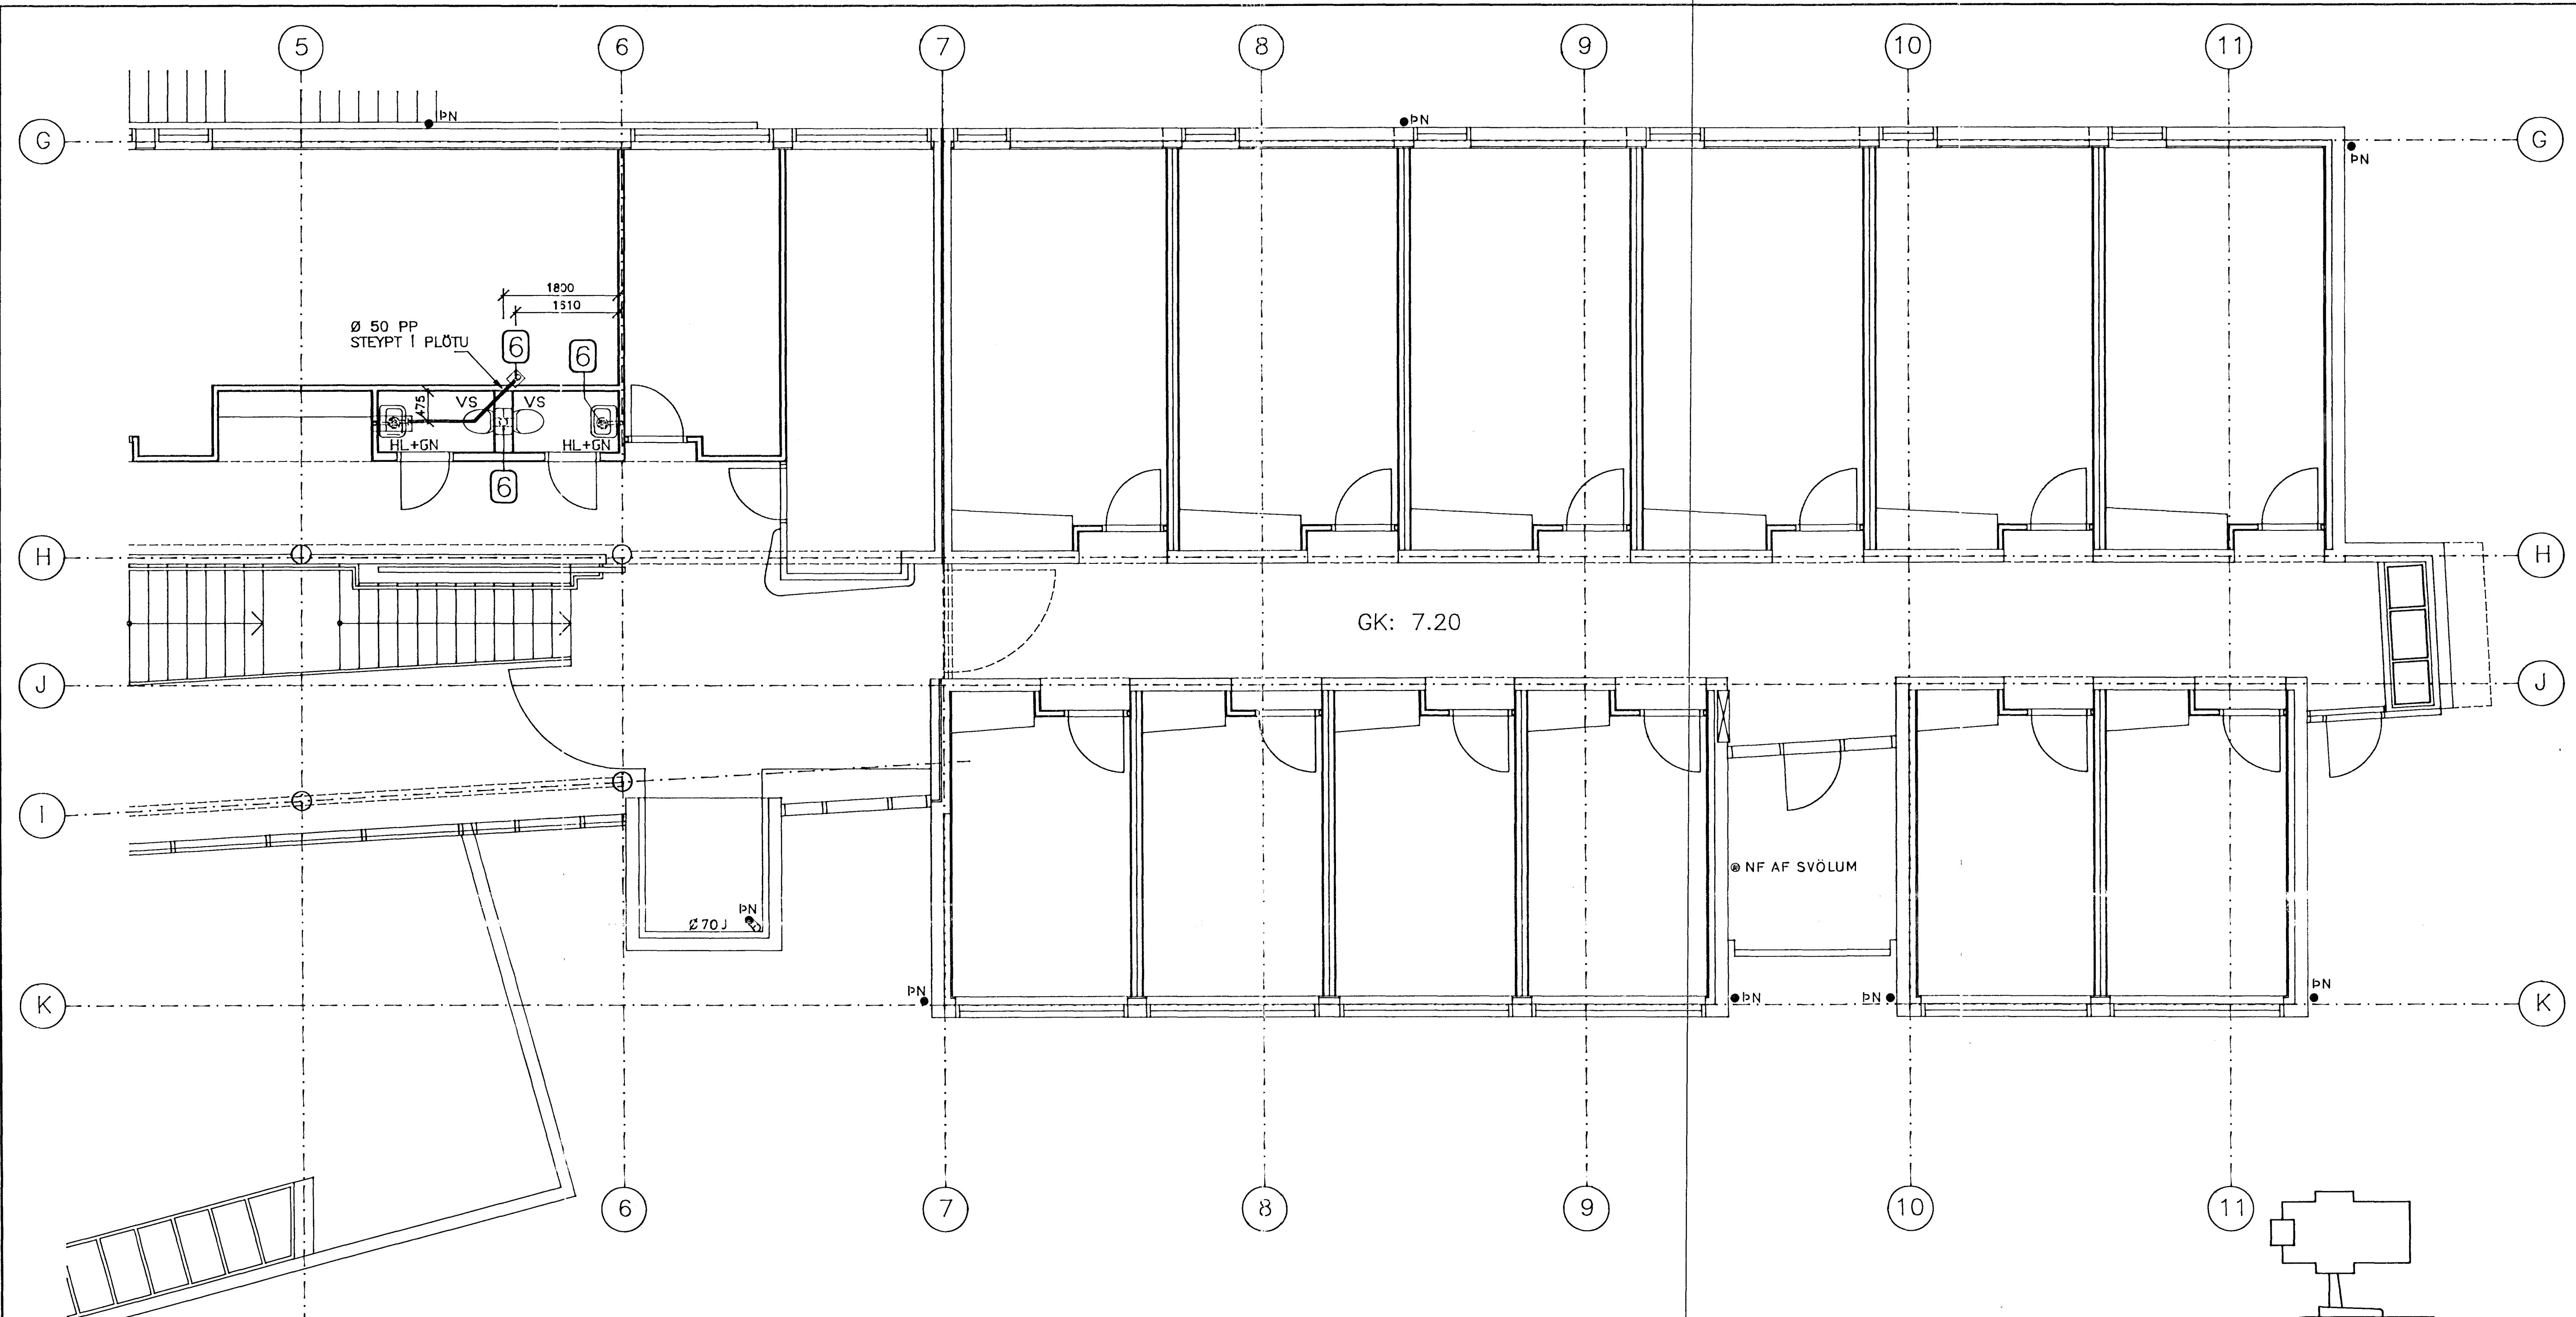 5 6 7 8 9 10 11
ÞN
ÞN
G
G
ÞN
1800
1610
Ø 50 PP
STEYPT Í PLÖTU
6
6
475
VS
VS
HL+GN
HL+GN
6
H
H
GK: 7.20
J
J
I
NF AF SVÖLUM
ÞN
Ø70J
ÞN
ÞN
ÞN
ÞN
K
K
6 7 8 9 10 11